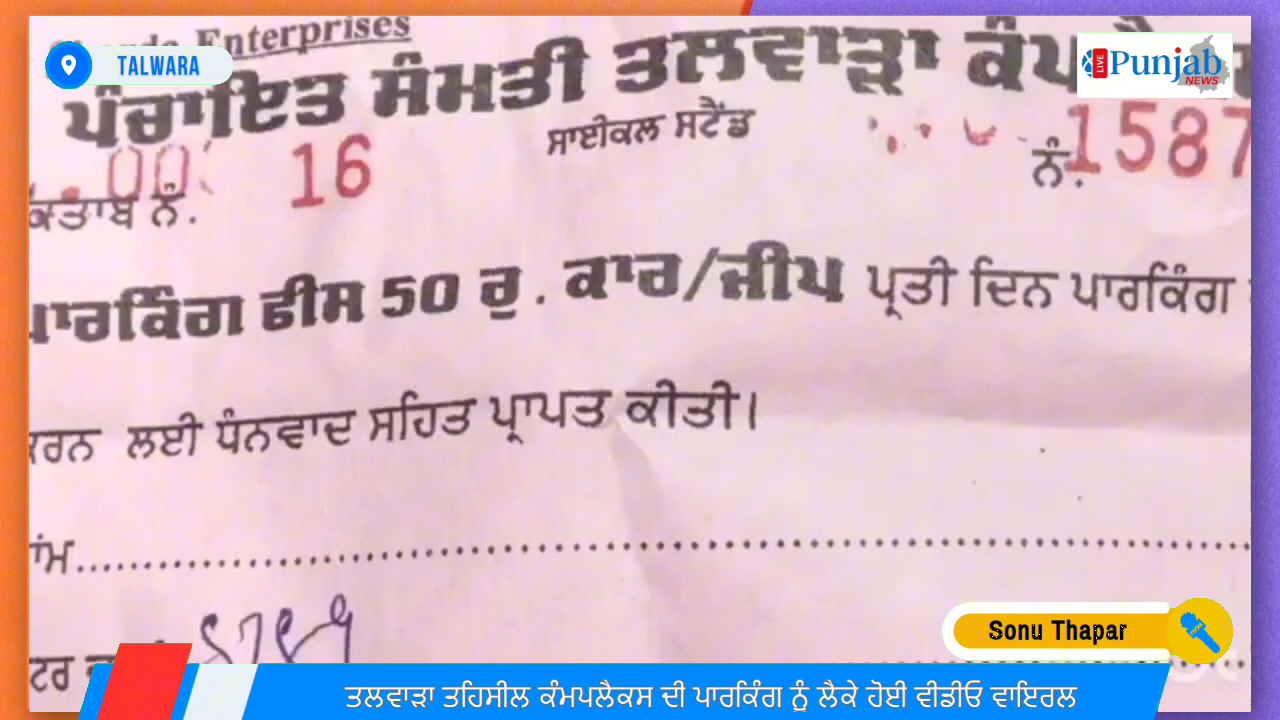 Enterprises
TALWARA
ਪੰਚਾਇਤ ਸੰਮਤੀ ਤਲਵਾੜਾ
LIVE Punjab NEWS
ਸਾਈਕਲ ਸਟੈਂਡ
ਨੰ. 1587
ਕਿਤਾਬ ਨੰ. 16
ਪਾਰਕਿੰਗ ਫੀਸ 50 ਰੁ. ਕਾਰ/ਜੀਪ ਪ੍ਰਤੀ ਦਿਨ ਪਾਰਕਿੰਗ
ਕਰਨ ਲਈ ਧੰਨਵਾਦ ਸਹਿਤ ਪ੍ਰਾਪਤ ਕੀਤੀ।
Sonu Thapar
ਤਲਵਾੜਾ ਤਹਿਸੀਲ ਕੰਮਪਲੈਕਸ ਦੀ ਪਾਰਕਿੰਗ ਨੂੰ ਲੈਕੇ ਹੋਈ ਵੀਡੀਓ ਵਾਇਰਲ